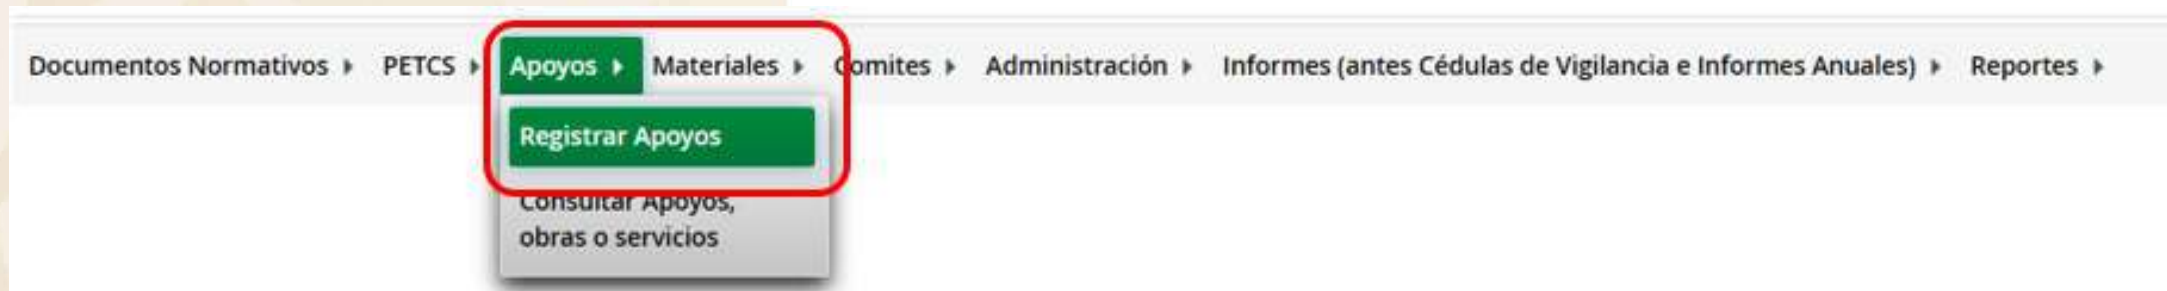 Documentos Normativos PETCS Apoyos Materiales Comites Administración Informes (antes Cédulas de Vigilancia e Informes Anuales) Reportes
Registrar Apoyos
Consultar Apoyos,
obras o servicios